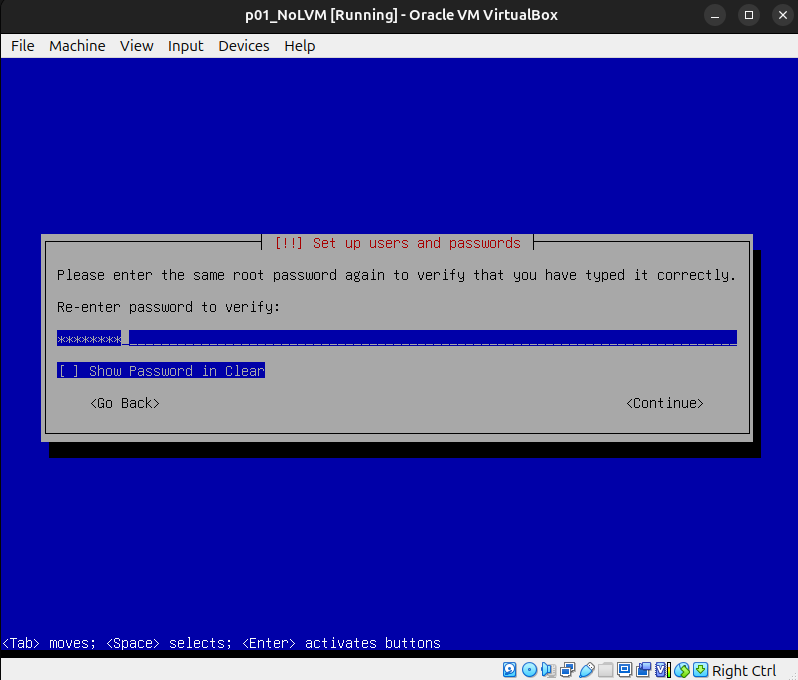 p01_NoLVM [Running] - Oracle VM VirtualBox
File Machine View Input Devices Help
[!!] Set up users and passwords
Please enter the same root password again to verify that you have typed it correctly.
Re-enter password to verify:
********
[ ] Show Password in Clear
<Go Back> <Continue>
<Tab> moves; <Space> selects; <Enter> activates buttons
Right Ctrl